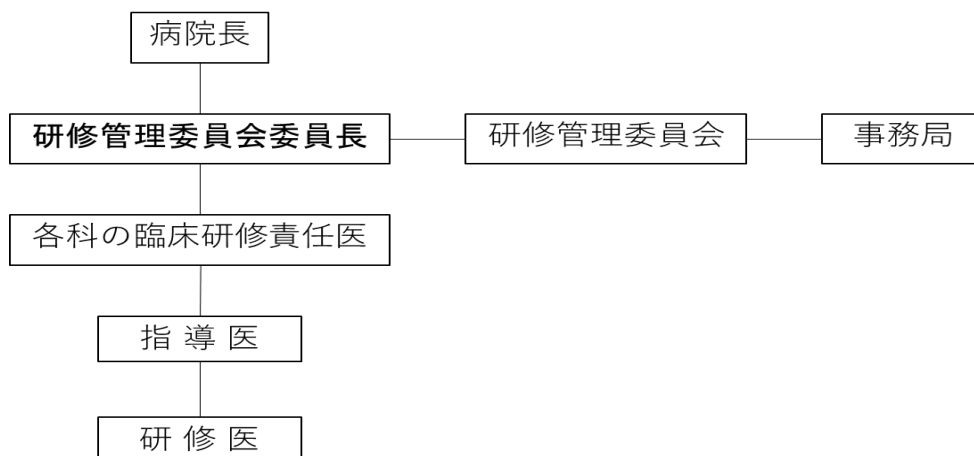 病院長
研修管理委員会委員長
研修管理委員会
事務局
各科の臨床研修責任医
指 導 医
研 修 医